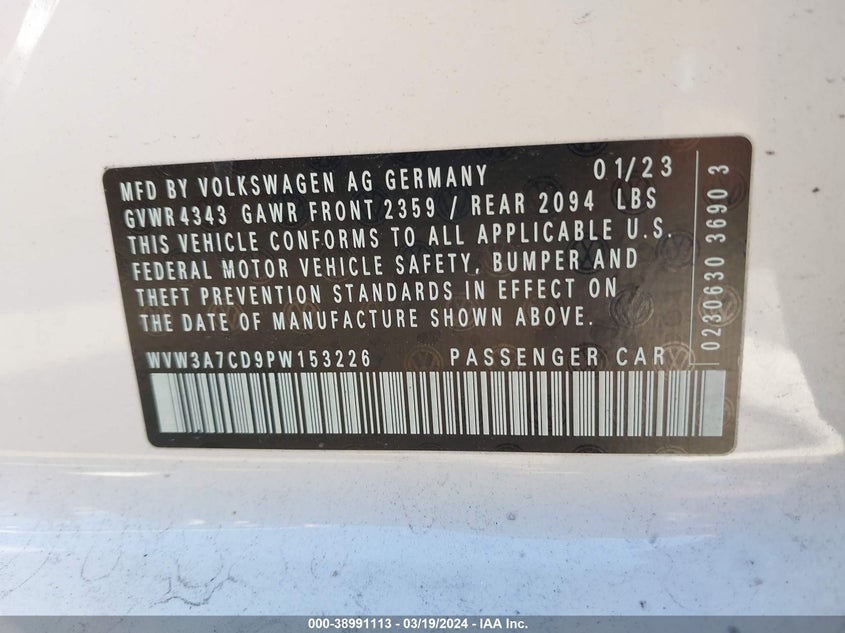 MFD BY VOLKSWAGEN AG GERMANY 01/23
GVWR4343 GAWR FRONT 2359 / REAR 2094 LBS
THIS VEHICLE CONFORMS TO ALL APPLICABLE U.S.
FEDERAL MOTOR VEHICLE SAFETY, BUMPER AND
THEFT PREVENTION STANDARDS IN EFFECT ON
THE DATE OF MANUFACTURE SHOWN ABOVE.
WVW3A7CD9PW153226 PASSENGER CAR
0230630 3690 3
000-38991113 — 03/19/2024 - IAA Inc.